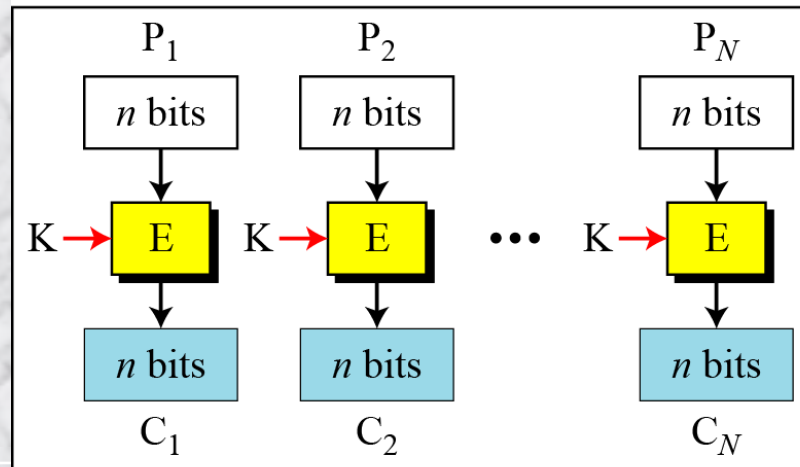 P1 P2 PN
n bits n bits n bits
K E K E ••• K E
n bits n bits n bits
C1 C2 CN